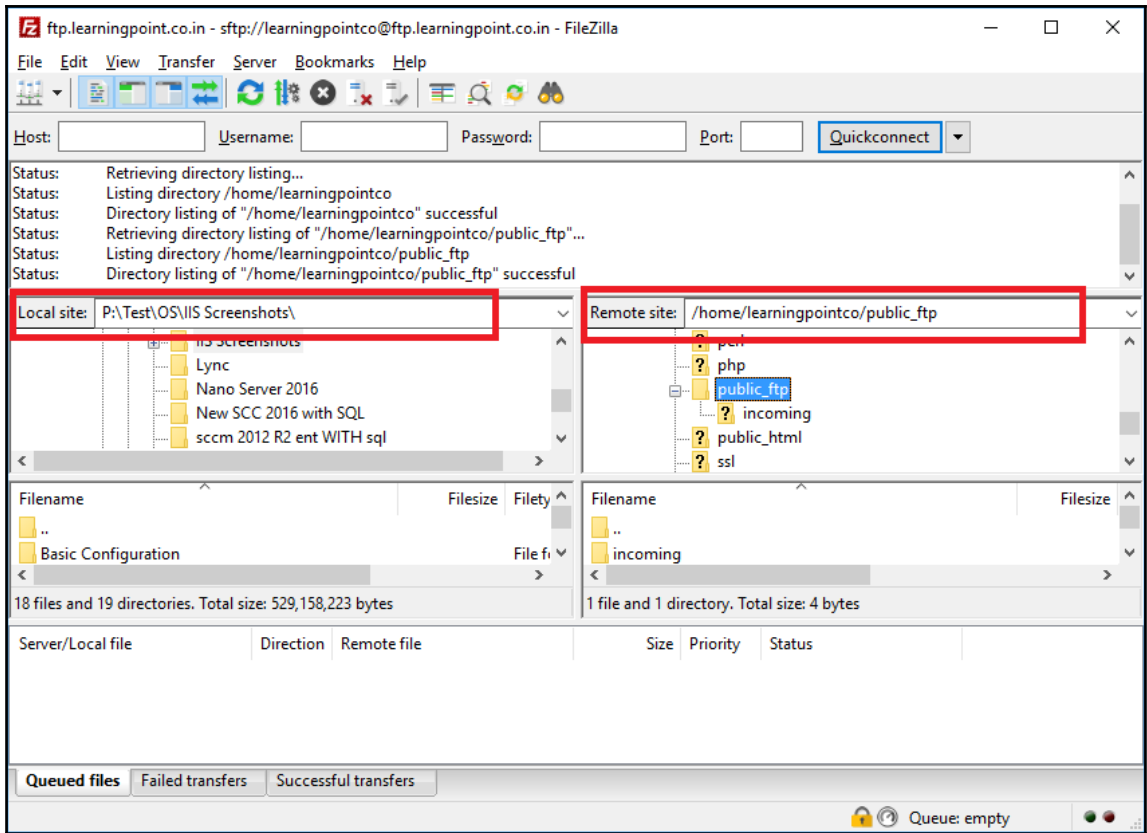 ftp.learningpoint.co.in - sftp://learningpointco@ftp.learningpoint.co.in - FileZilla
File Edit View Transfer Server Bookmarks Help
Host: Username: Password: Port: Quickconnect
Status: Retrieving directory listing...
Status: Listing directory /home/learningpointco
Status: Directory listing of "/home/learningpointco" successful
Status: Retrieving directory listing of "/home/learningpointco/public_ftp"...
Status: Listing directory /home/learningpointco/public_ftp
Status: Directory listing of "/home/learningpointco/public_ftp" successful
Local site: P:\Test\OS\IIS Screenshots\
IIS Screenshots
Lync
Nano Server 2016
New SCC 2016 with SQL
sccm 2012 R2 ent WITH sql
Filename Filesize Filety
..
Basic Configuration File f
18 files and 19 directories. Total size: 529,158,223 bytes
Remote site: /home/learningpointco/public_ftp
? perl
? php
public_ftp
? incoming
? public_html
? ssl
Filename Filesize
..
incoming
1 file and 1 directory. Total size: 4 bytes
Server/Local file Direction Remote file Size Priority Status
Queued files Failed transfers Successful transfers
Queue: empty